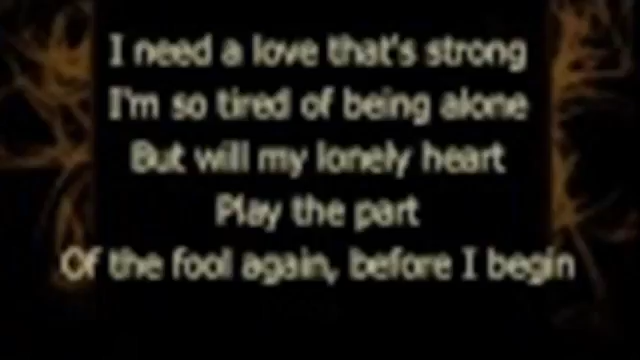 I need a love that's strong
I'm so tired of being alone
But will my lonely heart
Play the part
Of the fool again, before I begin